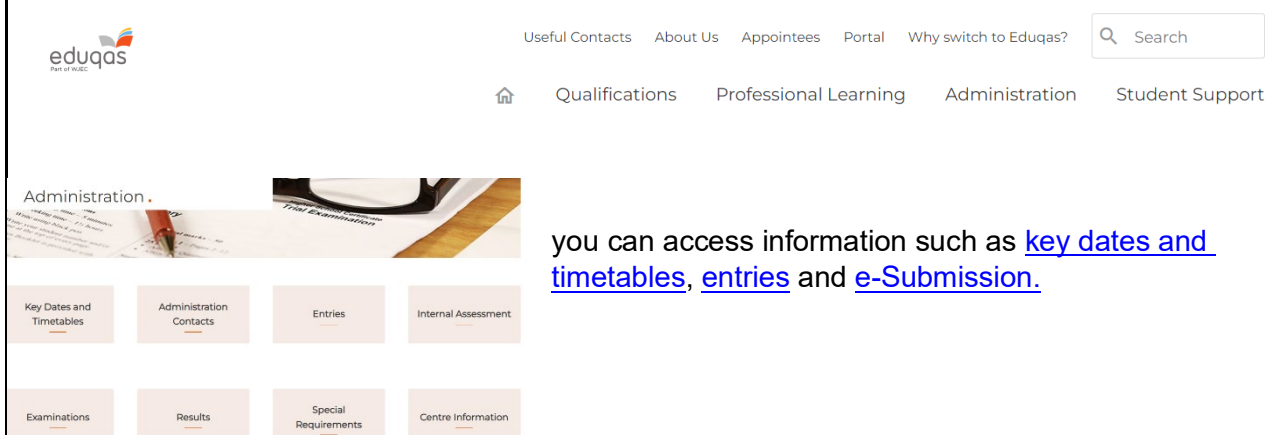 Useful Contacts About Us Appointees Portal Why switch to Eduqas? Search
eduqas
Part of WJEC
Qualifications Professional Learning Administration Student Support
Administration.
Trial Examination
you can access information such as key dates and
timetables, entries and e-Submission.
Key Dates and
Timetables
Administration
Contacts
Entries
Internal Assessment
Examinations
Results
Special
Requirements
Centre Information